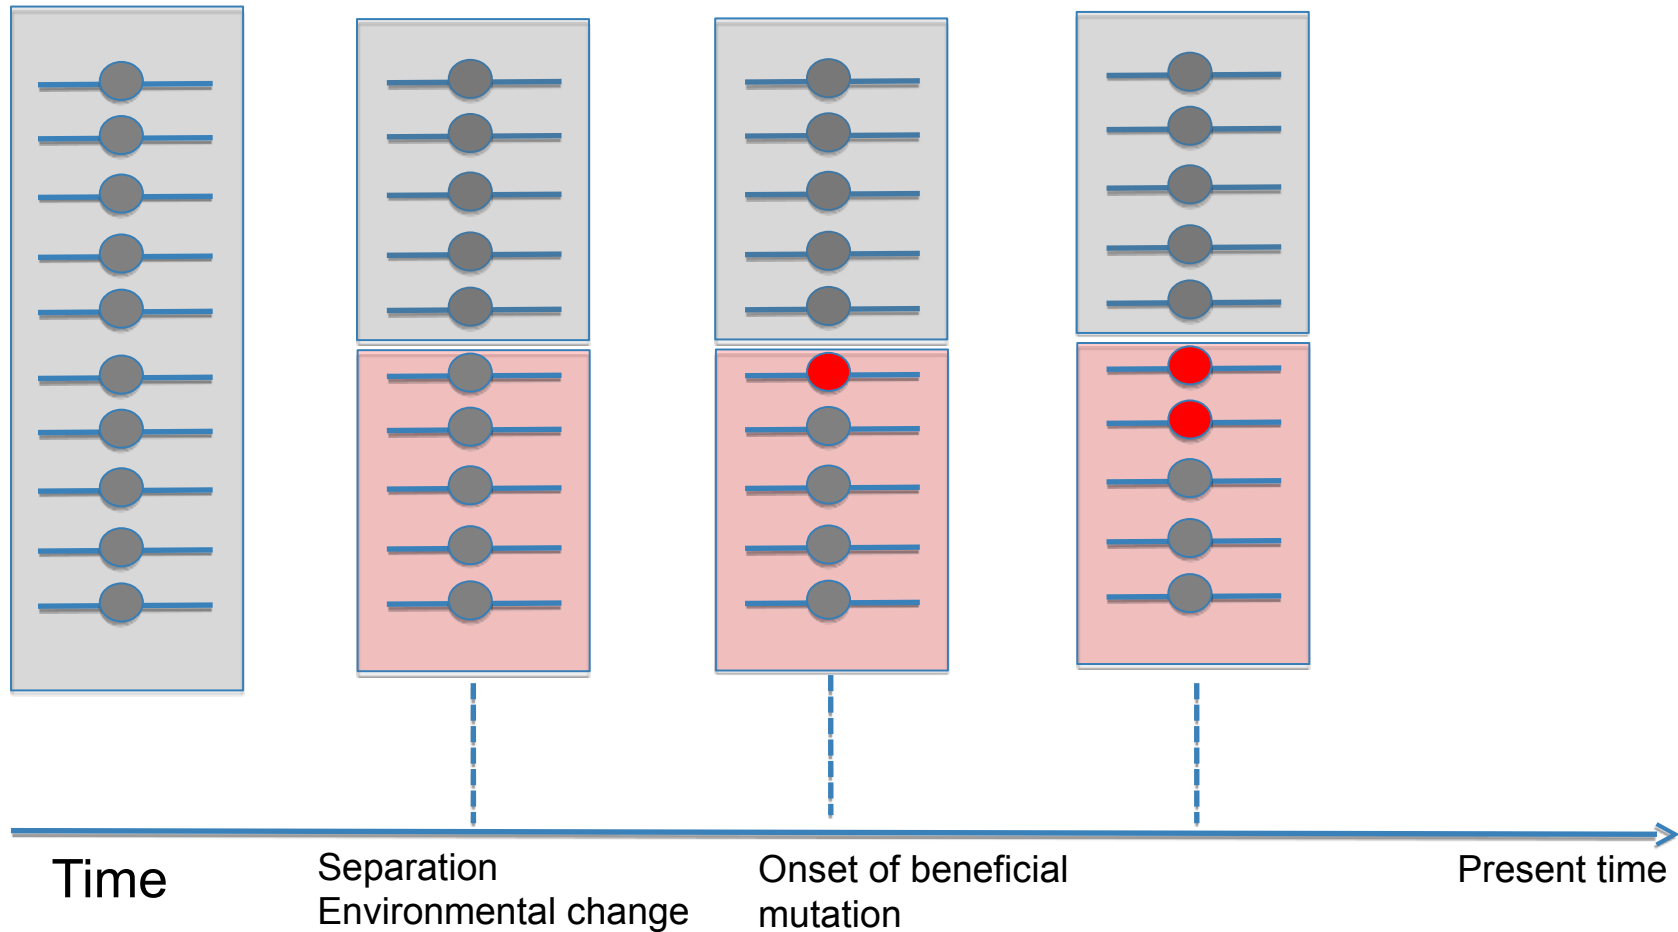 Time
Separation
Environmental change
Onset of beneficial
mutation
Present time